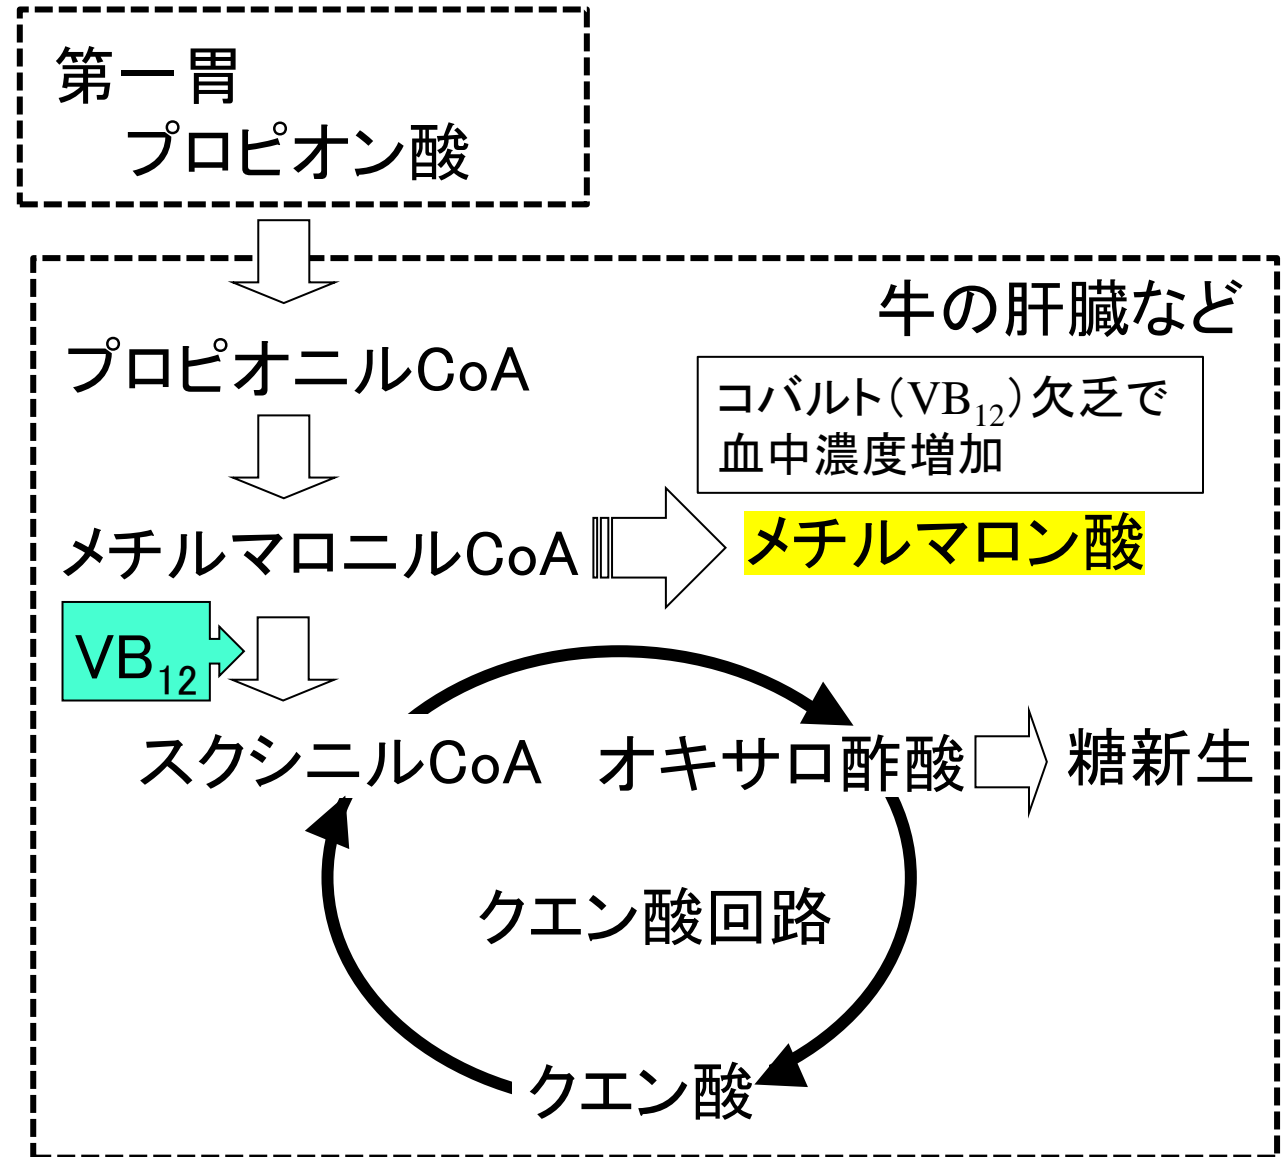 第一胃
プロピオン酸
牛の肝臓など
プロピオニルCoA
コバルト(VB12)欠乏で
血中濃度増加
メチルマロニルCoA
メチルマロン酸
VB12
スクシニルCoA
オキサロ酢酸
糖新生
クエン酸回路
クエン酸